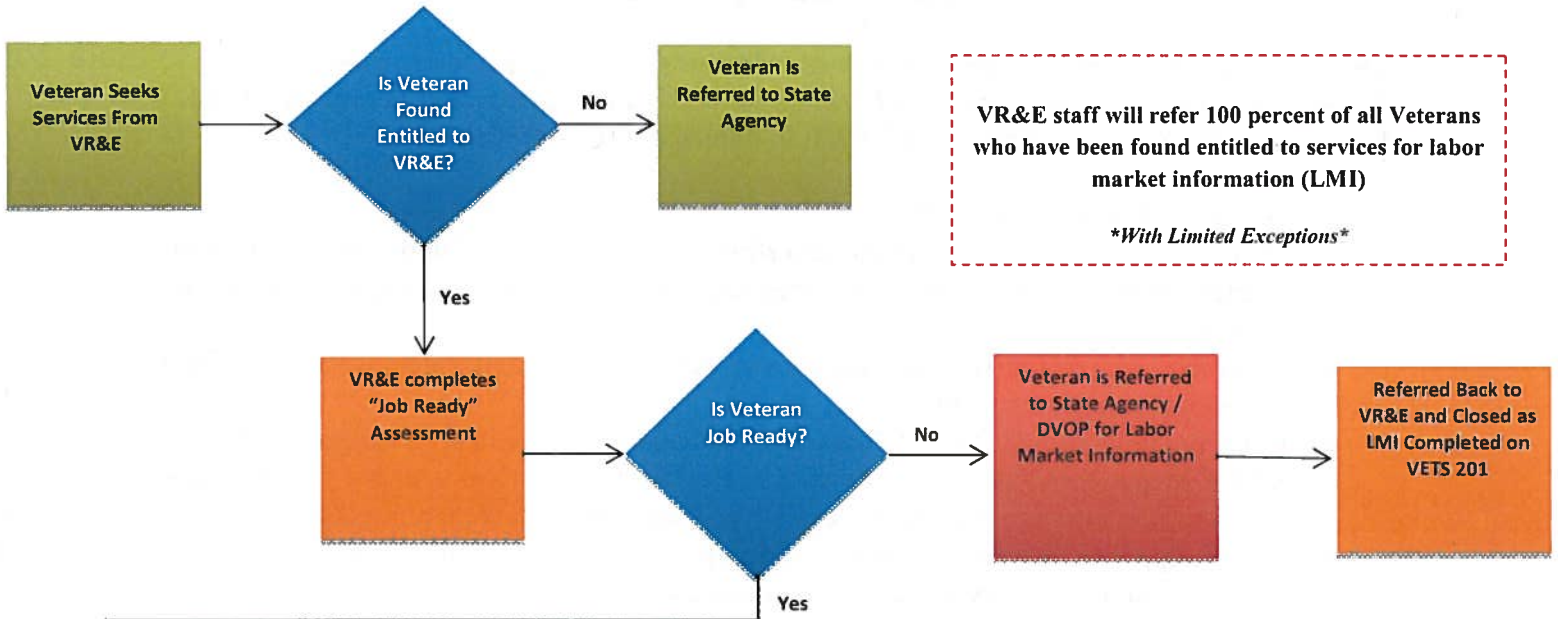 Veteran Seeks
Services From
VR&E
Is Veteran
Found
Entitled to
VR&E?
No
Veteran Is
Referred to State
Agency
VR&E staff will refer 100 percent of all Veterans
who have been found entitled to services for labor
market information (LMI)
*With Limited Exceptions*
Yes
VR&E completes
“Job Ready”
Assessment
Is Veteran
Job Ready?
No
Veteran is Referred
to State Agency /
DVOP for Labor
Market Information
Referred Back to
VR&E and Closed as
LMI Completed on
VETS 201
Yes